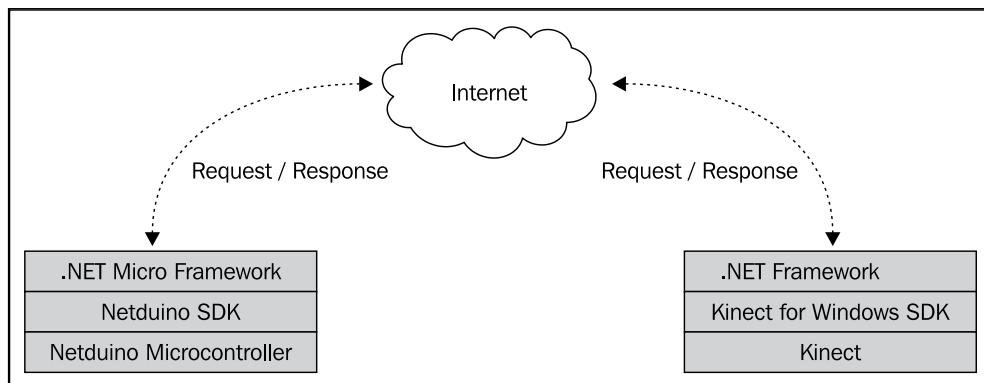 Internet
Request / Response
Request / Response
.NET Micro Framework
Netduino SDK
Netduino Microcontroller
.NET Framework
Kinect for Windows SDK
Kinect